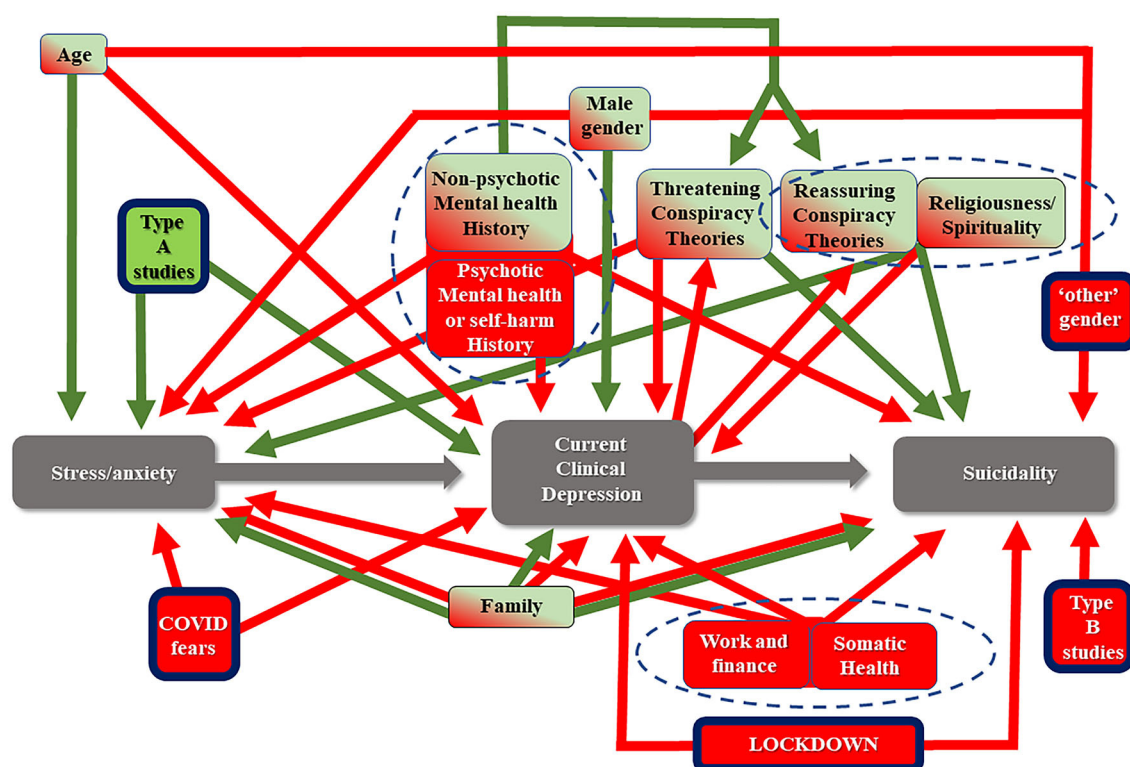 Age
Male
gender
Non-psychotic
Mental health
History
Threatening
Conspiracy
Theories
Reassuring
Conspiracy
Theories
Religiousness/
Spirituality
Type
A
studies
Psychotic
Mental health
or self-harm
History
‘other’
gender
Stress/anxiety
Current
Clinical
Depression
Suicidality
COVID
fears
Family
Work and
finance
Somatic
Health
Type
B
studies
LOCKDOWN